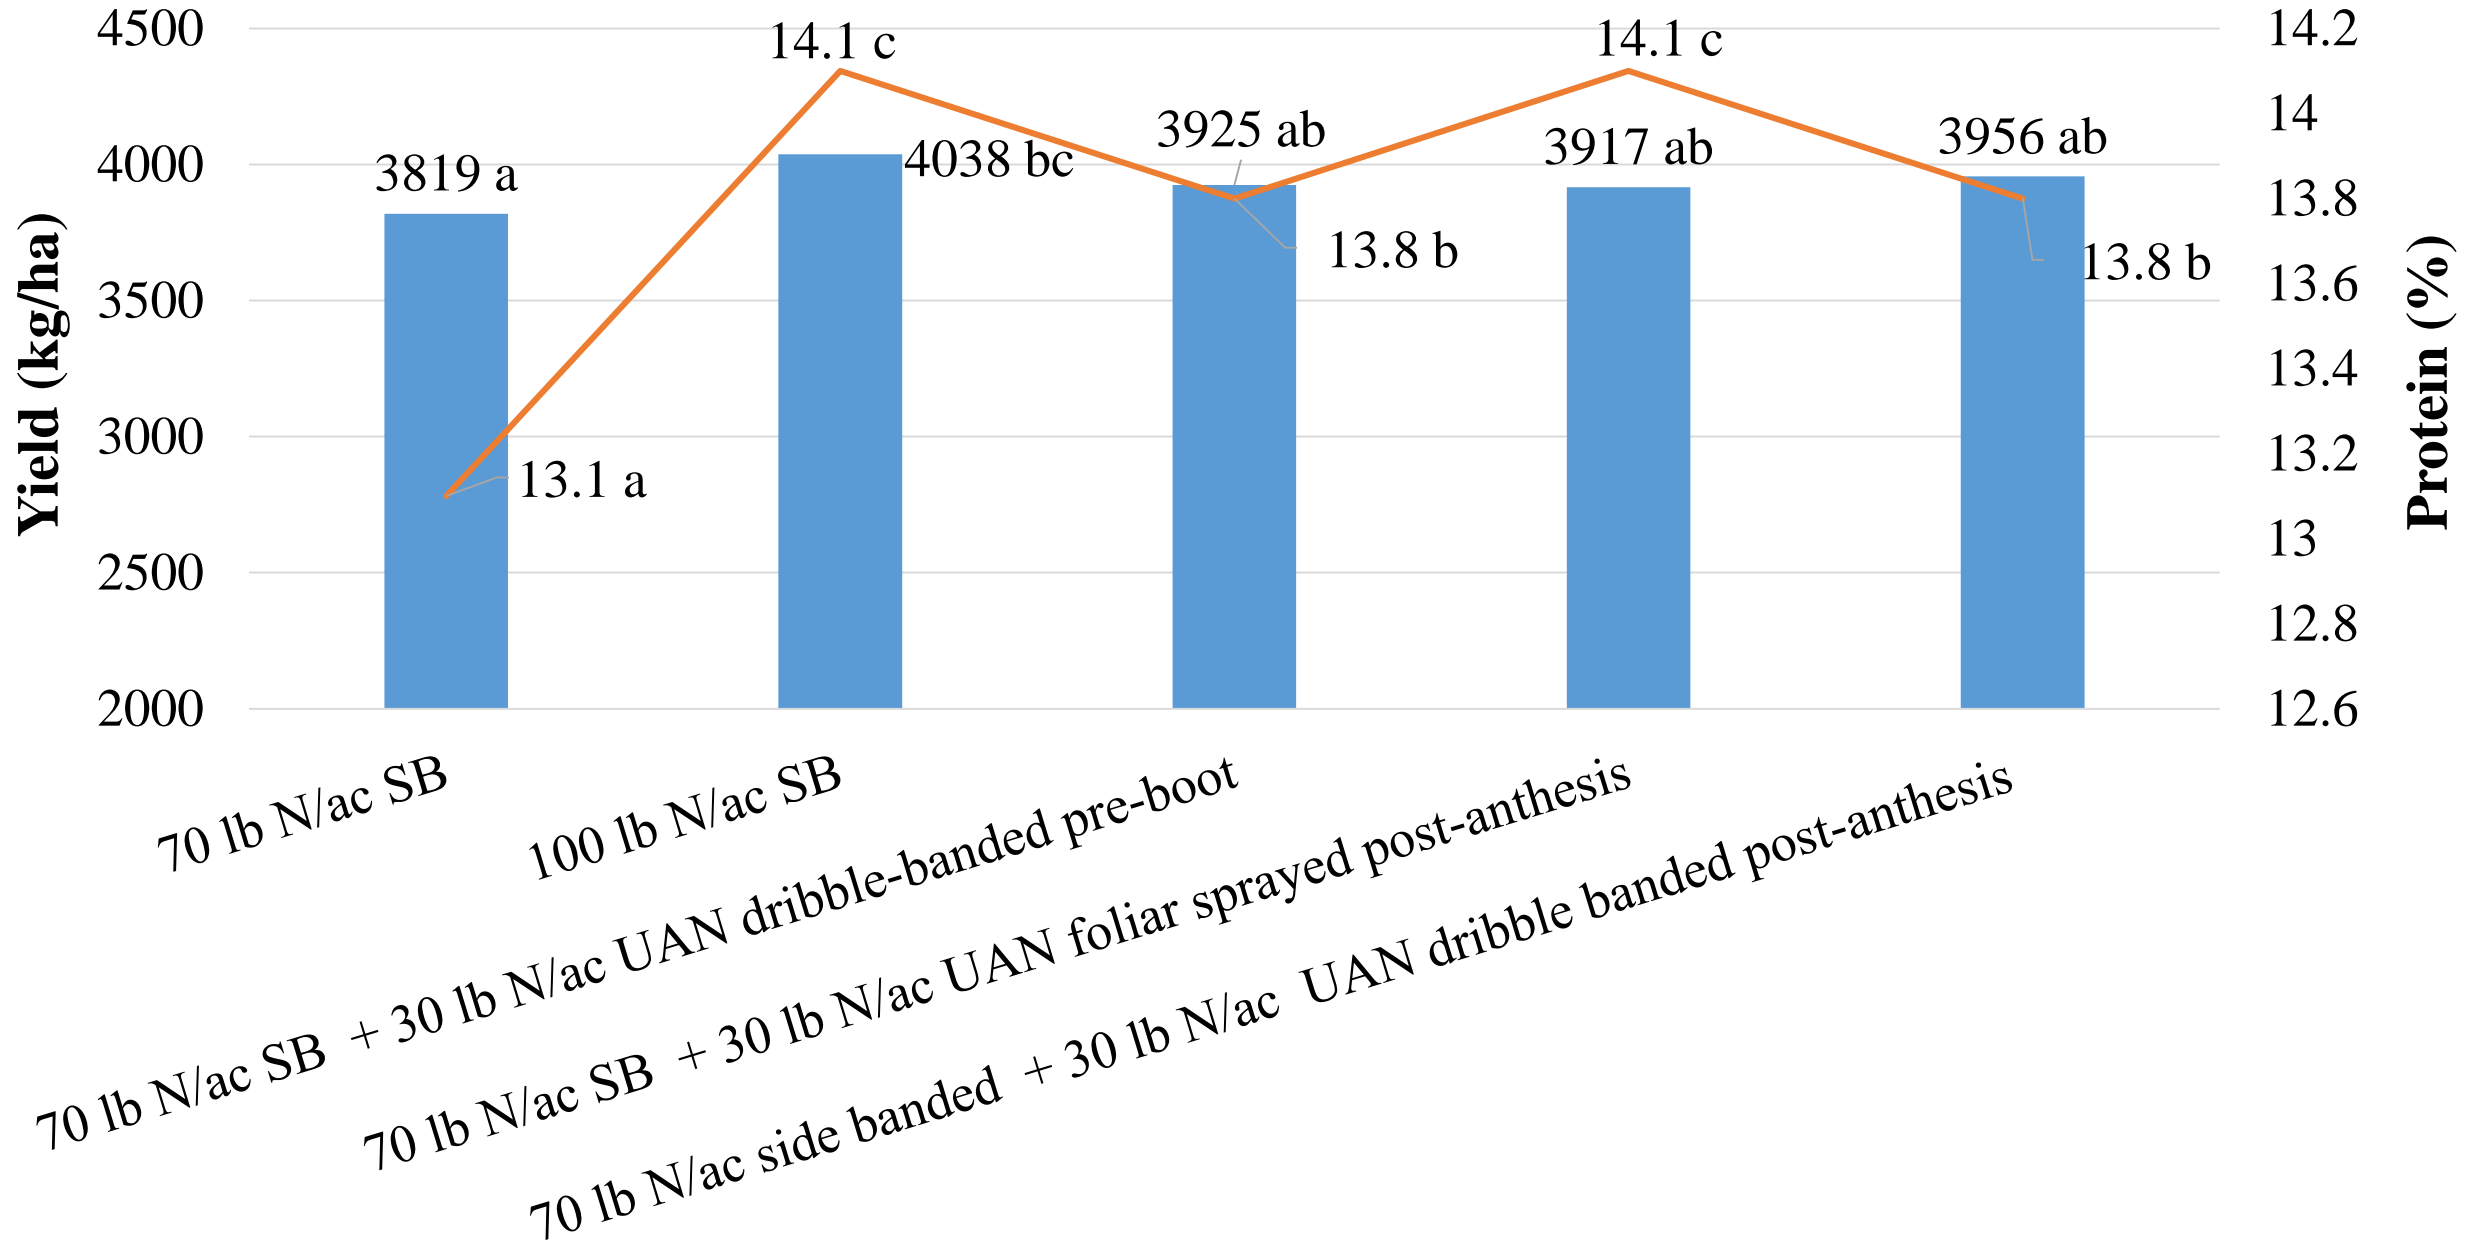 4500
4000
3500
3000
2500
2000
Yield (kg/ha)
14.2
14
13.8
13.6
13.4
13.2
13
12.8
12.6
Protein (%)
3819 a
4038 bc
3925 ab
3917 ab
3956 ab
13.1 a
14.1 c
13.8 b
14.1 c
13.8 b
70 lb N/ac SB
100 lb N/ac SB
70 lb N/ac SB + 30 lb N/ac UAN dribble-banded pre-boot
70 lb N/ac SB + 30 lb N/ac UAN foliar sprayed post-anthesis
70 lb N/ac side banded + 30 lb N/ac UAN dribble banded post-anthesis